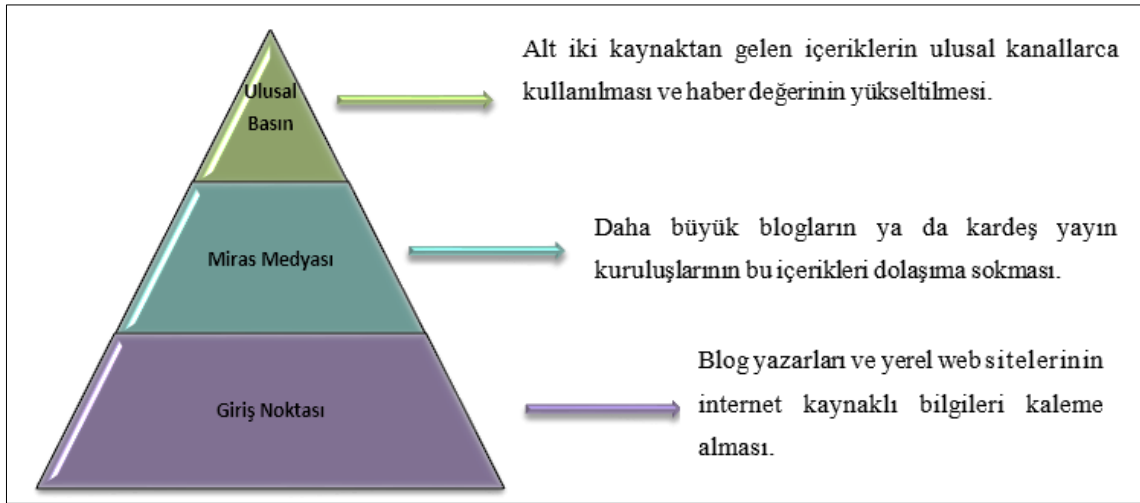 Ulusal
Basın
Alt iki kaynaktan gelen içeriklerin ulusal kanallarca
kullanılması ve haber değerinin yükseltilmesi.
Miras Medyası
Daha büyük blogların ya da kardeş yayın
kuruluşlarının bu içerikleri dolaşıma sokması.
Giriş Noktası
Blog yazarları ve yerel web sitelerinin
internet kaynaklı bilgileri kaleme
alması.